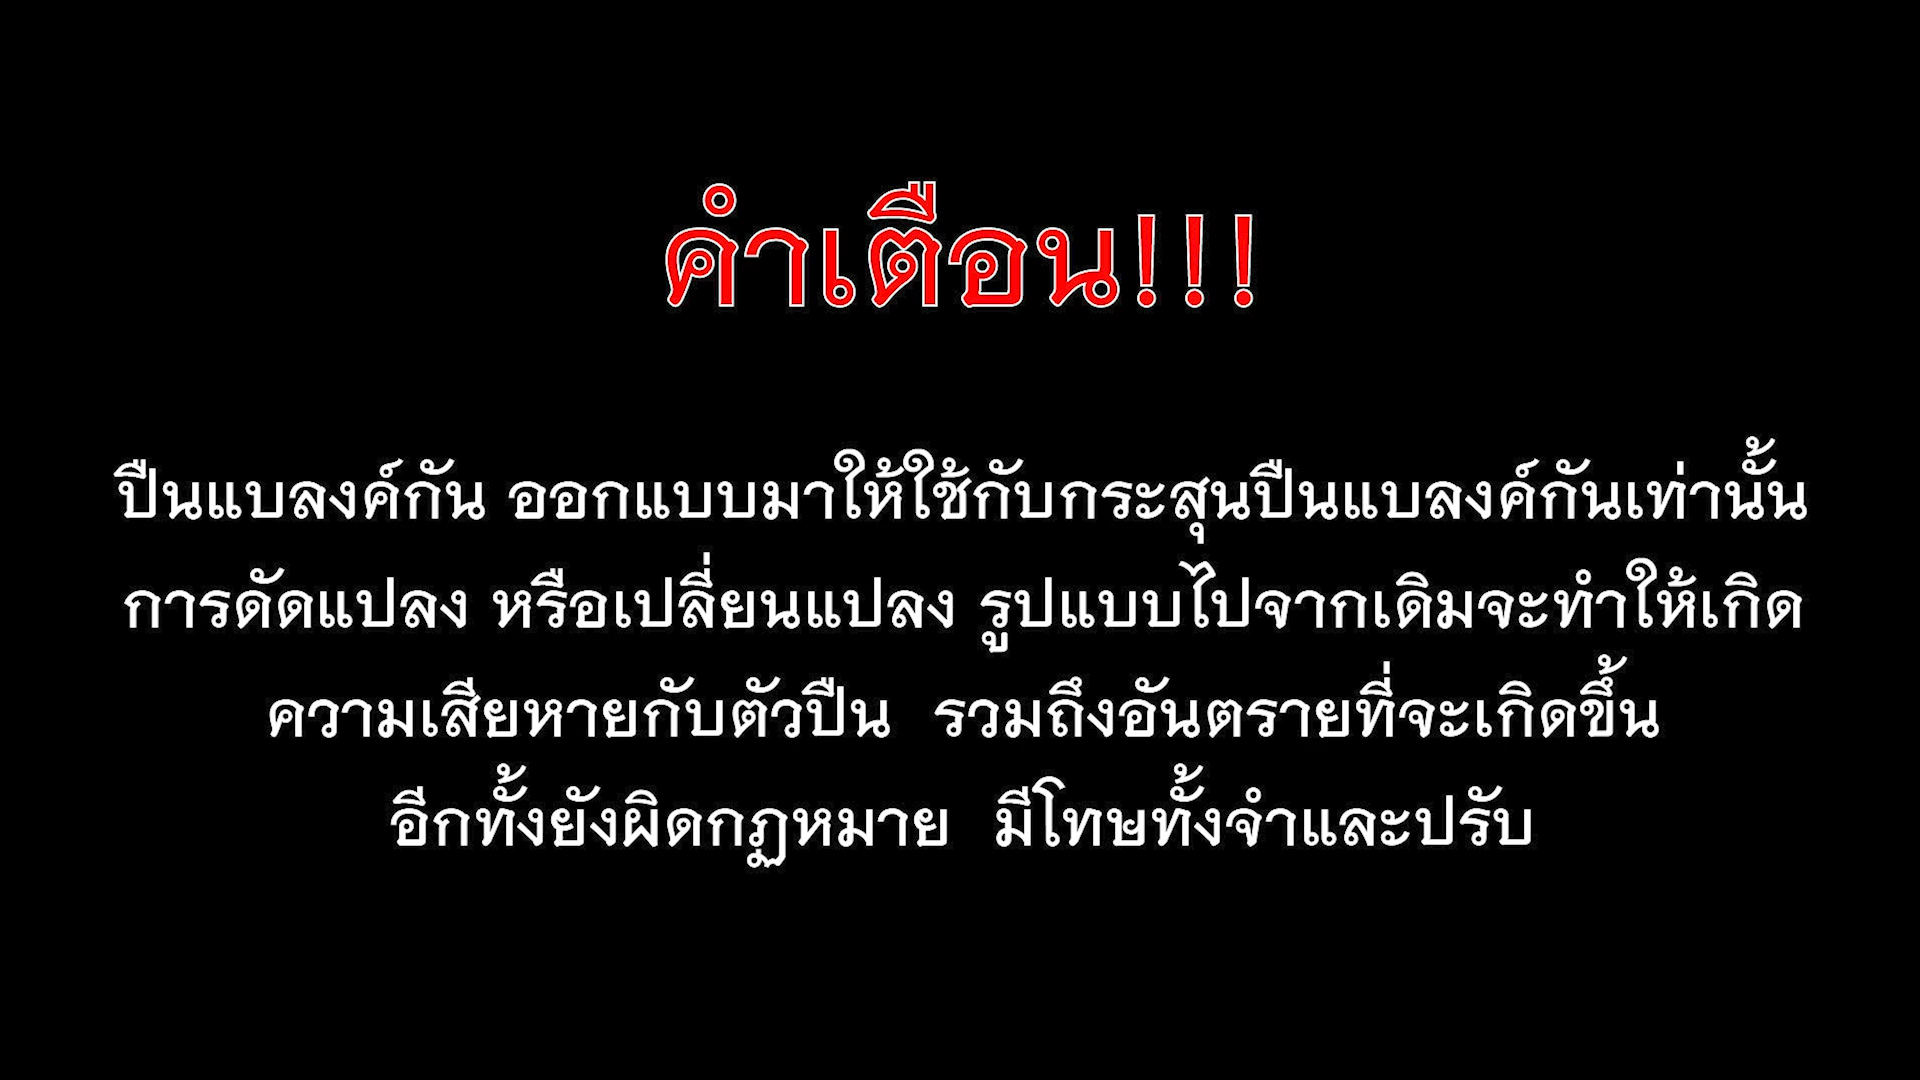 คำเตือน!!!
ปืนแบลงค์กัน ออกแบบมาให้ใช้กับกระสุนปืนแบลงค์กันเท่านั้น
การดัดแปลง หรือเปลี่ยนแปลง รูปแบบไปจากเดิมจะทำให้เกิด
ความเสียหายกับตัวปืน  รวมถึงอันตรายที่จะเกิดขึ้น
อีกทั้งยังผิดกฏหมาย  มีโทษทั้งจำและปรับ